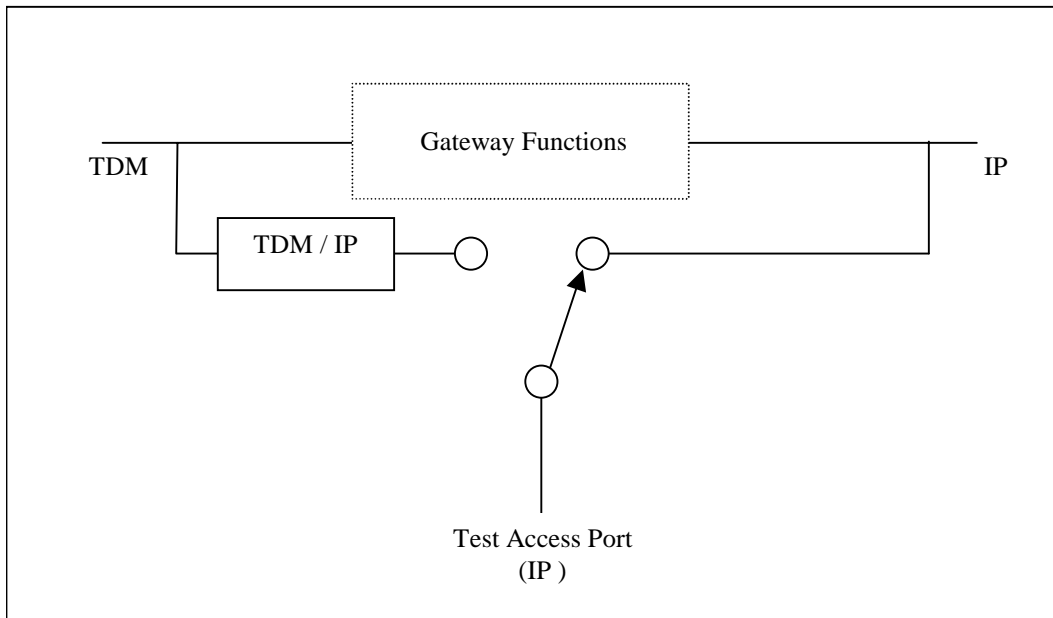 Gateway Functions
TDM
IP
TDM / IP
Test Access Port
(IP )